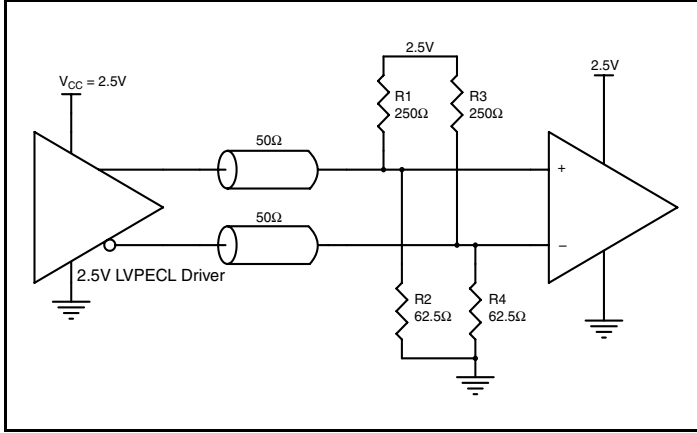 2.5V
V_CC = 2.5V
2.5V
R1
250Ω
R3
250Ω
50Ω
+
50Ω
−
2.5V LVPECL Driver
R2
62.5Ω
R4
62.5Ω